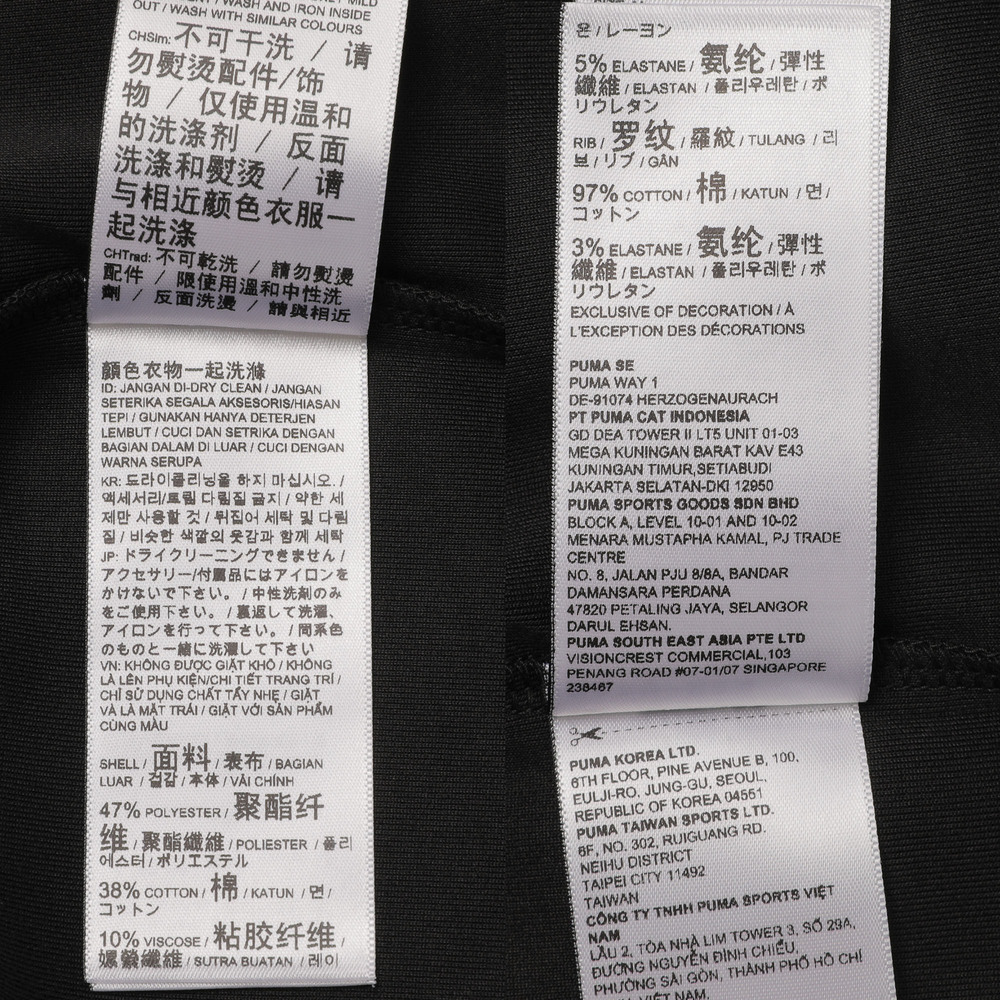 OUT / WASH WITH SIMILAR COLOURS
CHSim: 不可干洗 / 请
勿熨烫配件/饰
物 / 仅使用温和
的洗涤剂 / 反面
洗涤和熨烫 / 请
与相近颜色衣服一
起洗涤
CHTrad: 不可乾洗 / 請勿熨燙
配件 / 限使用溫和中性洗
劑 / 反面洗燙 / 請與相近
顏色衣物一起洗滌
ID: JANGAN DI-DRY CLEAN / JANGAN
SETERIKA SEGALA AKSESORIS/HIASAN
TEPI / GUNAKAN HANYA DETERJEN
LEMBUT / CUCI DAN SETRIKA DENGAN
BAGIAN DALAM DI LUAR / CUCI DENGAN
WARNA SERUPA
KR: 드라이클리닝을 하지 마십시오. /
액세서리/트림 다림질 금지 / 약한 세
제만 사용할 것 / 뒤집어 세탁 및 다림
질 / 비슷한 색깔의 옷감과 함께 세탁
JP: ドライクリーニングできません /
アクセサリー/付属品にはアイロンを
かけないで下さい。 / 中性洗剤のみ
をご使用下さい。 / 裏返して洗濯、
アイロンを行って下さい。 / 同系色
のものと一緒に洗濯して下さい
VN: KHÔNG ĐƯỢC GIẶT KHÔ / KHÔNG
LÀ LÊN PHỤ KIỆN/CHI TIẾT TRANG TRÍ /
CHỈ SỬ DỤNG CHẤT TẨY NHẸ / GIẶT
VÀ LÀ MẶT TRÁI / GIẶT VỚI SẢN PHẨM
CÙNG MÀU
SHELL / 面料 / 表布 / BAGIAN
LUAR / 겉감 / 本体 / VẢI CHÍNH
47% POLYESTER / 聚酯纤
维 / 聚酯纖維 / POLIESTER / 폴리
에스터 / ポリエステル
38% COTTON / 棉 / KATUN / 면 /
コットン
10% VISCOSE / 粘胶纤维 /
嫘縈纖維 / SUTRA BUATAN / 레이
온 / レーヨン
5% ELASTANE / 氨纶 / 彈性
纖維 / ELASTAN / 폴리우레탄 / ポ
リウレタン
RIB / 罗纹 / 羅紋 / TULANG / 리
브 / リブ / GÂN
97% COTTON / 棉 / KATUN / 면 /
コットン
3% ELASTANE / 氨纶 / 彈性
纖維 / ELASTAN / 폴리우레탄 / ポ
リウレタン
EXCLUSIVE OF DECORATION / À
L'EXCEPTION DES DÉCORATIONS
PUMA SE
PUMA WAY 1
DE-91074 HERZOGENAURACH
PT PUMA CAT INDONESIA
GD DEA TOWER II LT5 UNIT 01-03
MEGA KUNINGAN BARAT KAV E43
KUNINGAN TIMUR,SETIABUDI
JAKARTA SELATAN-DKI 12950
PUMA SPORTS GOODS SDN BHD
BLOCK A, LEVEL 10-01 AND 10-02
MENARA MUSTAPHA KAMAL, PJ TRADE
CENTRE
NO. 8, JALAN PJU 8/8A, BANDAR
DAMANSARA PERDANA
47820 PETALING JAYA, SELANGOR
DARUL EHSAN.
PUMA SOUTH EAST ASIA PTE LTD
VISIONCREST COMMERCIAL,103
PENANG ROAD #07-01/07 SINGAPORE
238467
PUMA KOREA LTD.
6TH FLOOR, PINE AVENUE B, 100,
EULJI-RO, JUNG-GU, SEOUL,
REPUBLIC OF KOREA 04551
PUMA TAIWAN SPORTS LTD.
6F, NO. 302, RUIGUANG RD.
NEIHU DISTRICT
TAIPEI CITY 11492
TAIWAN
CÔNG TY TNHH PUMA SPORTS VIỆT
NAM
LẦU 2, TÒA NHÀ LIM TOWER 3, SỐ 29A,
ĐƯỜNG NGUYỄN ĐÌNH CHIỂU,
PHƯỜNG SÀI GÒN, THÀNH PHỐ HỒ CHÍ
VIỆT NAM.